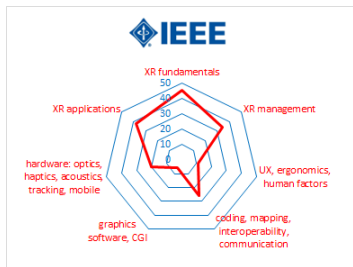 IEEE
XR fundamentals
50
40
30
20
10
0
XR applications
XR management
hardware: optics,
haptics, acoustics,
tracking, mobile
UX, ergonomics,
human factors
graphics
software, CGI
coding, mapping,
interoperability,
communication